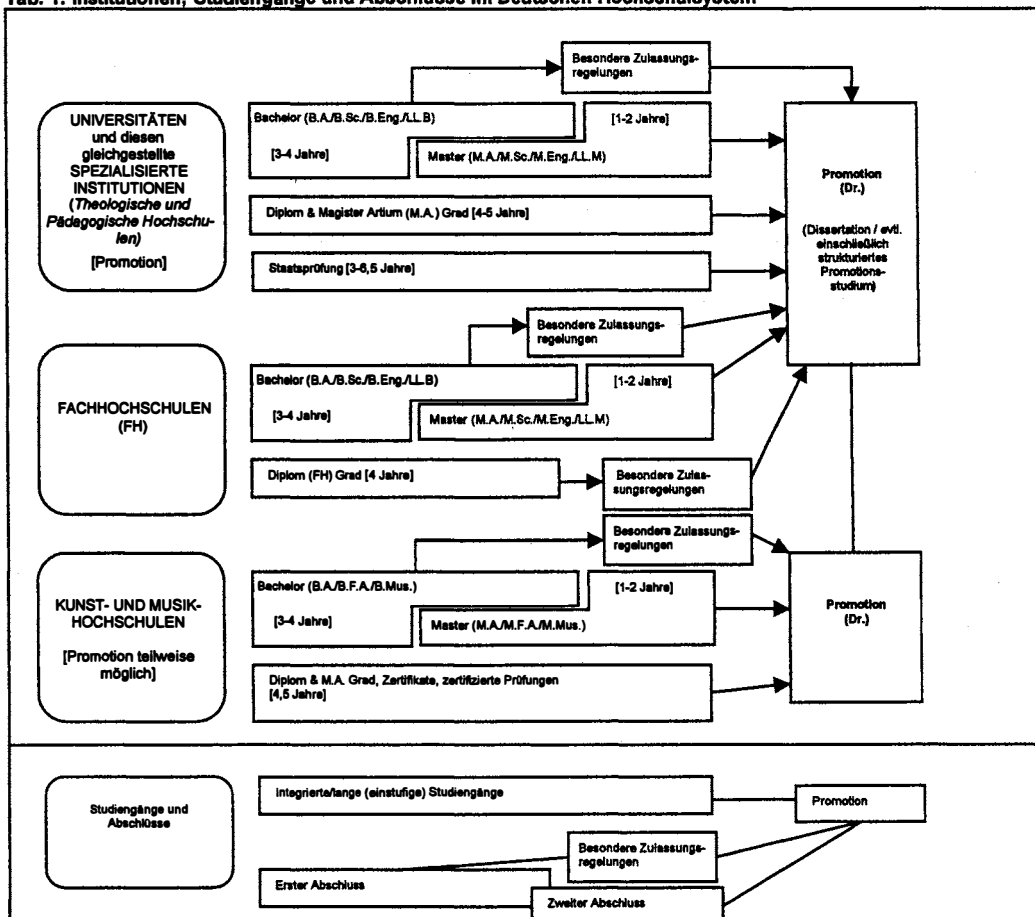 Tab. 1: Institutionen, Studiengänge und Abschlüsse im Deutschen Hochschulsystem
Besondere Zulassungs-
regelungen
UNIVERSITÄTEN
und diesen
gleichgestellte
SPEZIALISIERTE
INSTITUTIONEN
(Theologische und
Pädagogische Hochschu-
len)
[Promotion]
Bachelor (B.A./B.Sc./B.Eng./LL.B)
[3-4 Jahre]
[1-2 Jahre]
Master (M.A./M.Sc./M.Eng./LL.M)
Diplom & Magister Artium (M.A.) Grad [4-5 Jahre]
Staatsprüfung [3-6,5 Jahre]
Promotion
(Dr.)
(Dissertation / evtl.
einschließlich
strukturiertes
Promotions-
studium)
Besondere Zulassungs-
regelungen
FACHHOCHSCHULEN
(FH)
Bachelor (B.A./B.Sc./B.Eng./LL.B)
[3-4 Jahre]
[1-2 Jahre]
Master (M.A./M.Sc./M.Eng./LL.M)
Diplom (FH) Grad [4 Jahre]
Besondere Zulas-
sungsregelungen
Besondere Zulassungs-
regelungen
KUNST- UND MUSIK-
HOCHSCHULEN
[Promotion teilweise
möglich]
Bachelor (B.A./B.F.A./B.Mus.)
[3-4 Jahre]
[1-2 Jahre]
Master (M.A./M.F.A./M.Mus.)
Diplom & M.A. Grad, Zertifikate, zertifizierte Prüfungen
[4,5 Jahre]
Promotion
(Dr.)
Studiengänge und
Abschlüsse
Integrierte/lange (einstufige) Studiengänge
Promotion
Besondere Zulassungs-
regelungen
Erster Abschluss
Zweiter Abschluss